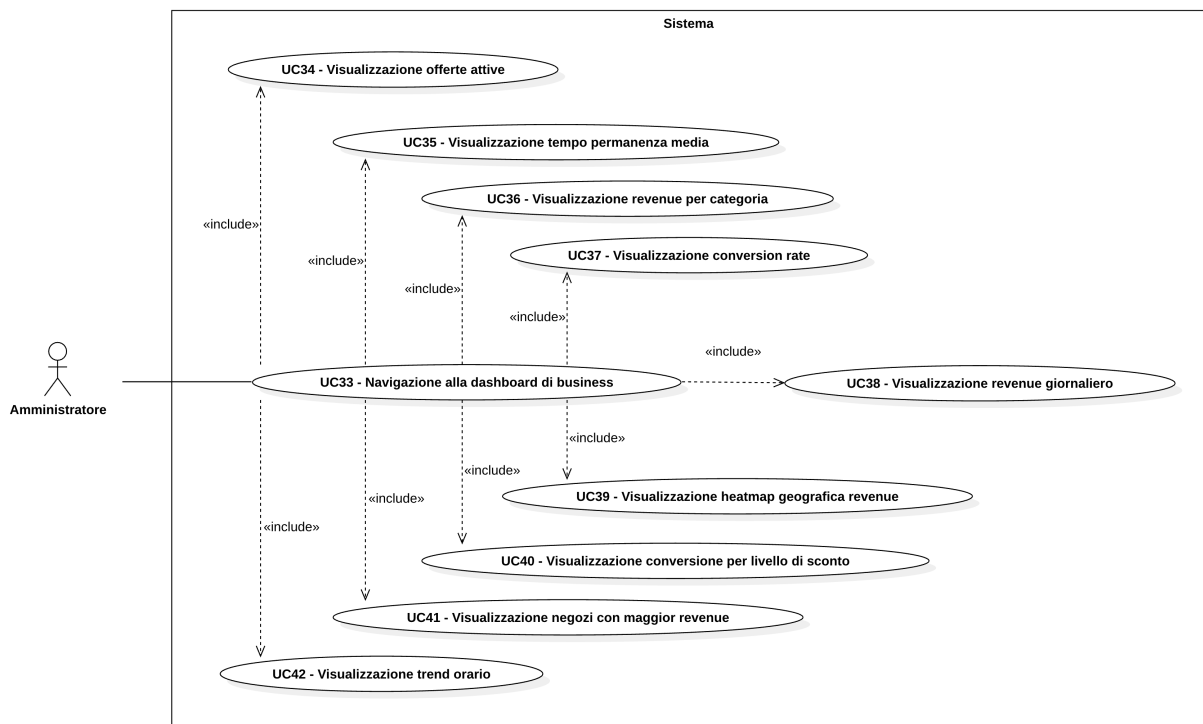 Sistema
UC34 - Visualizzazione offerte attive
UC35 - Visualizzazione tempo permanenza media
UC36 - Visualizzazione revenue per categoria
«include»
UC37 - Visualizzazione conversion rate
«include»
«include»
«include»
«include»
UC33 - Navigazione alla dashboard di business
UC38 - Visualizzazione revenue giornaliero
Amministratore
«include»
«include»
UC39 - Visualizzazione heatmap geografica revenue
«include»
«include»
UC40 - Visualizzazione conversione per livello di sconto
UC41 - Visualizzazione negozi con maggior revenue
UC42 - Visualizzazione trend orario